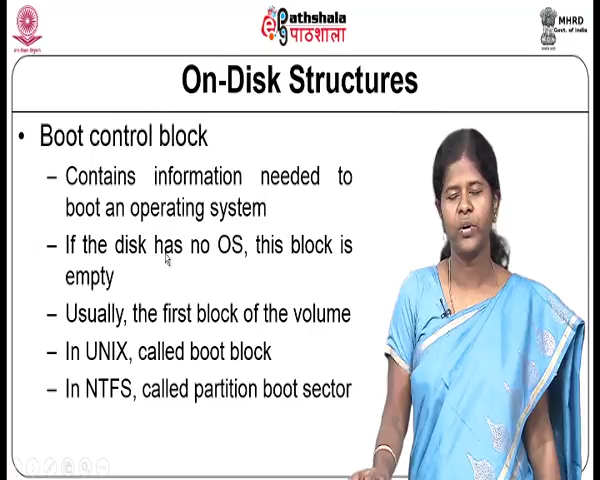 Pathshala
पाठशाला
MHRD
Govt. of India
On-Disk Structures
• Boot control block
– Contains information needed to
boot an operating system
– If the disk has no OS, this block is
empty
– Usually, the first block of the volume
– In UNIX, called boot block
– In NTFS, called partition boot sector